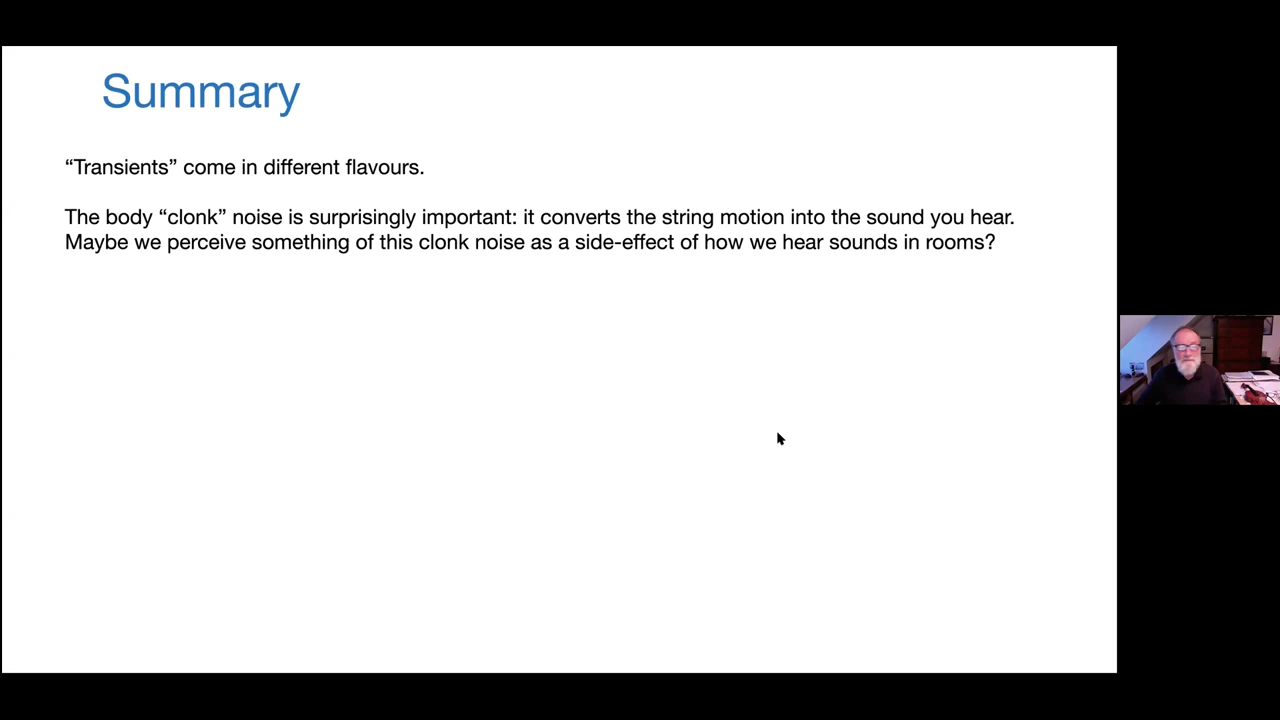 Summary
“Transients” come in different flavours.
The body “clonk” noise is surprisingly important: it converts the string motion into the sound you hear.
Maybe we perceive something of this clonk noise as a side-effect of how we hear sounds in rooms?